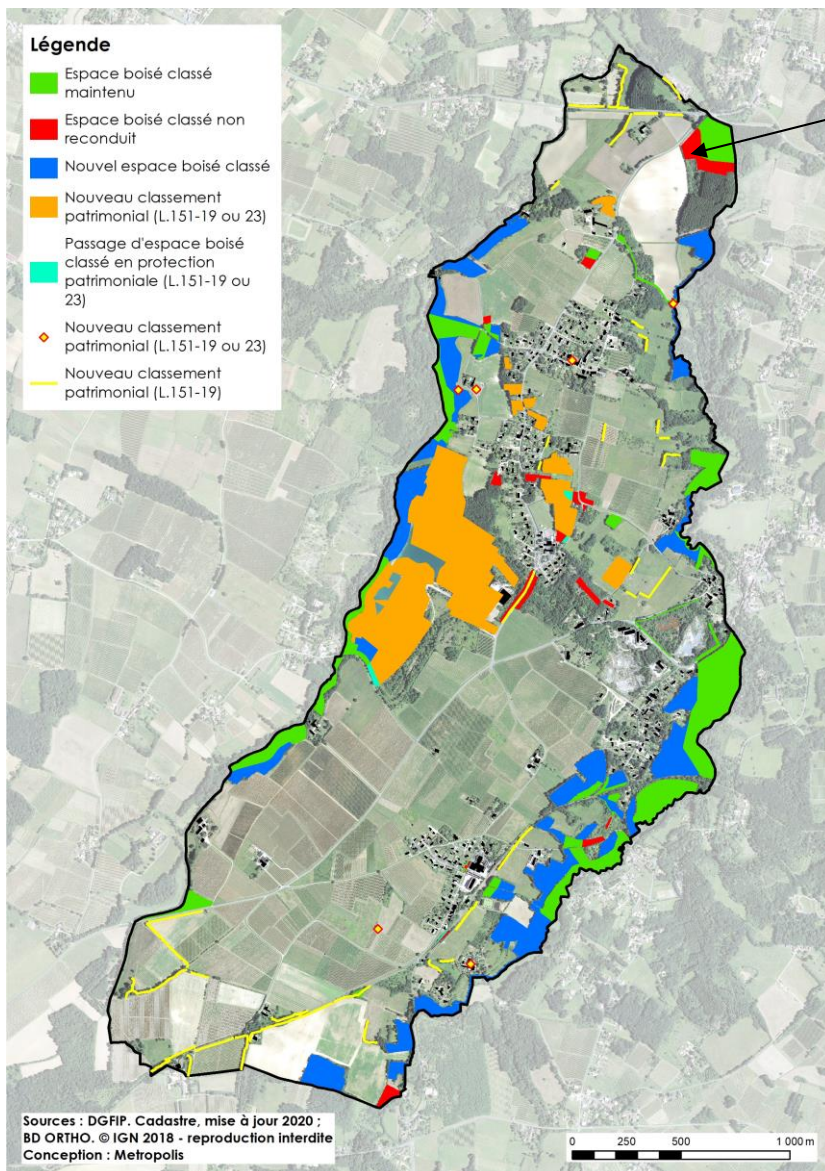 Légende
Espace boisé classé
maintenu
Espace boisé classé non
reconduit
Nouvel espace boisé classé
Nouveau classement
patrimonial (L.151-19 ou 23)
Passage d'espace boisé
classé en protection
patrimoniale (L.151-19 ou
23)
Nouveau classement
patrimonial (L.151-19 ou 23)
Nouveau classement
patrimonial (L.151-19)
Sources : DGFiP. Cadastre, mise à jour 2020 ;
BD ORTHO. © IGN 2018 - reproduction interdite
Conception : Metropolis
0 250 500 1 000 m